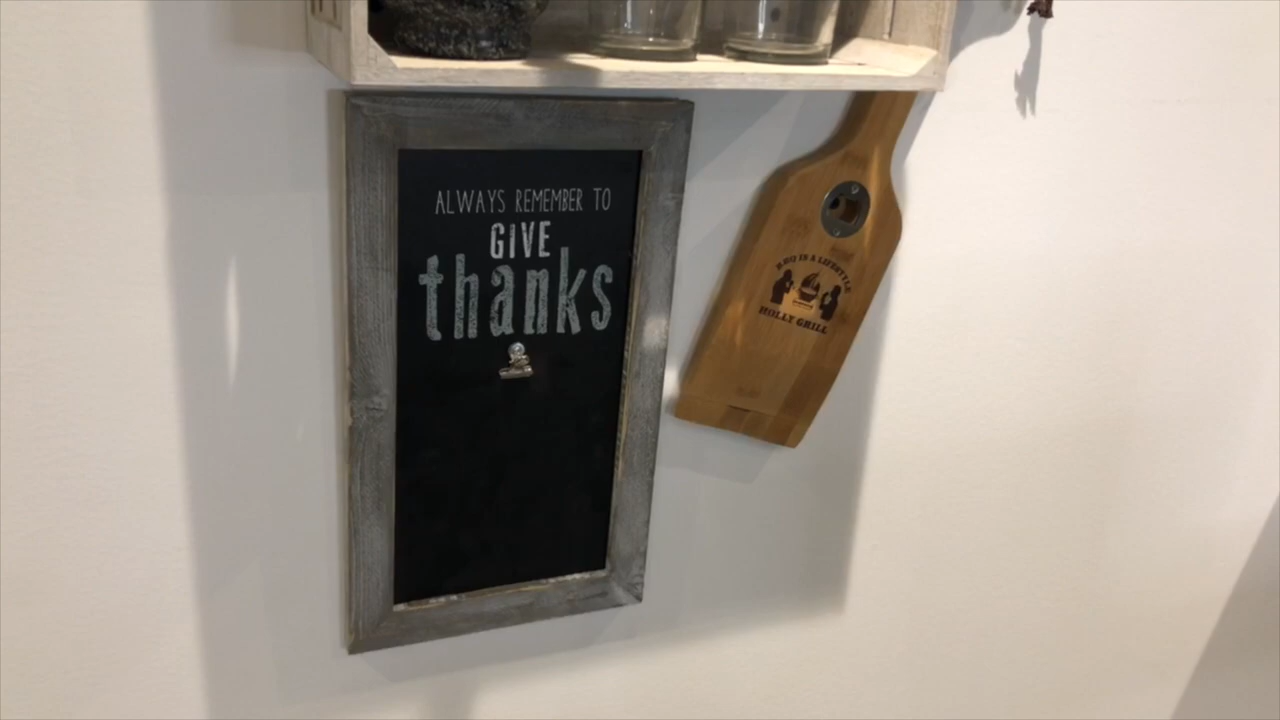 ALWAYS REMEMBER TO
GIVE
thanks
BBQ IS A LIFESTYLE
HOLLY GRILL